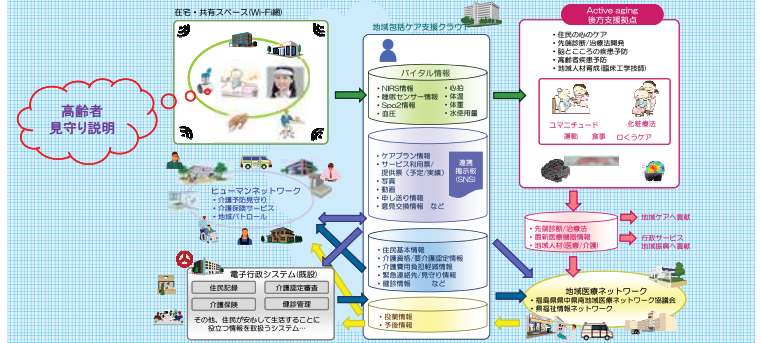 在宅・共有スペース(Wi-Fi網)
高齢者
見守り説明
ヒューマンネットワーク
・介護予防見守り
・介護保険サービス
・地域パトロール
電子行政システム(既設)
住民記録
介護認定審査
介護保険
健診管理
その他、住民が安心して生活することに
役立つ情報を取扱うシステム…
地域包括ケア支援クラウド
バイタル情報
・NIRS情報
・睡眠センサー情報
・Spo2情報
・血圧
・心拍
・体温
・体重
・水使用量
・ケアプラン情報
・サービス利用票/
提供票（予定/実績）
・写真
・動画
・申し送り情報
・意見交換情報 など
連携
掲示板
(SNS)
・住民基本情報
・介護資格/要介護認定情報
・介護費用負担軽減情報
・緊急連絡先/見守り情報
・健診情報 など
・投薬情報
・予後情報
Active aging
後方支援拠点
・住民の心のケア
・先端診断/治療法開発
・脳とこころの疾患予防
・高齢者疾患予防
・地域人材育成(臨床工学技師)
ユマニチュード
化粧療法
運動 食事 口くうケア
・先端診断/治療法
・最新医療機器情報
・地域人材(医療/介護)
地域ケアへ貢献
行政サービス
地域振興へ貢献
地域医療ネットワーク
・福島県県中県南地域医療ネットワーク協議会
・県福祉情報ネットワーク